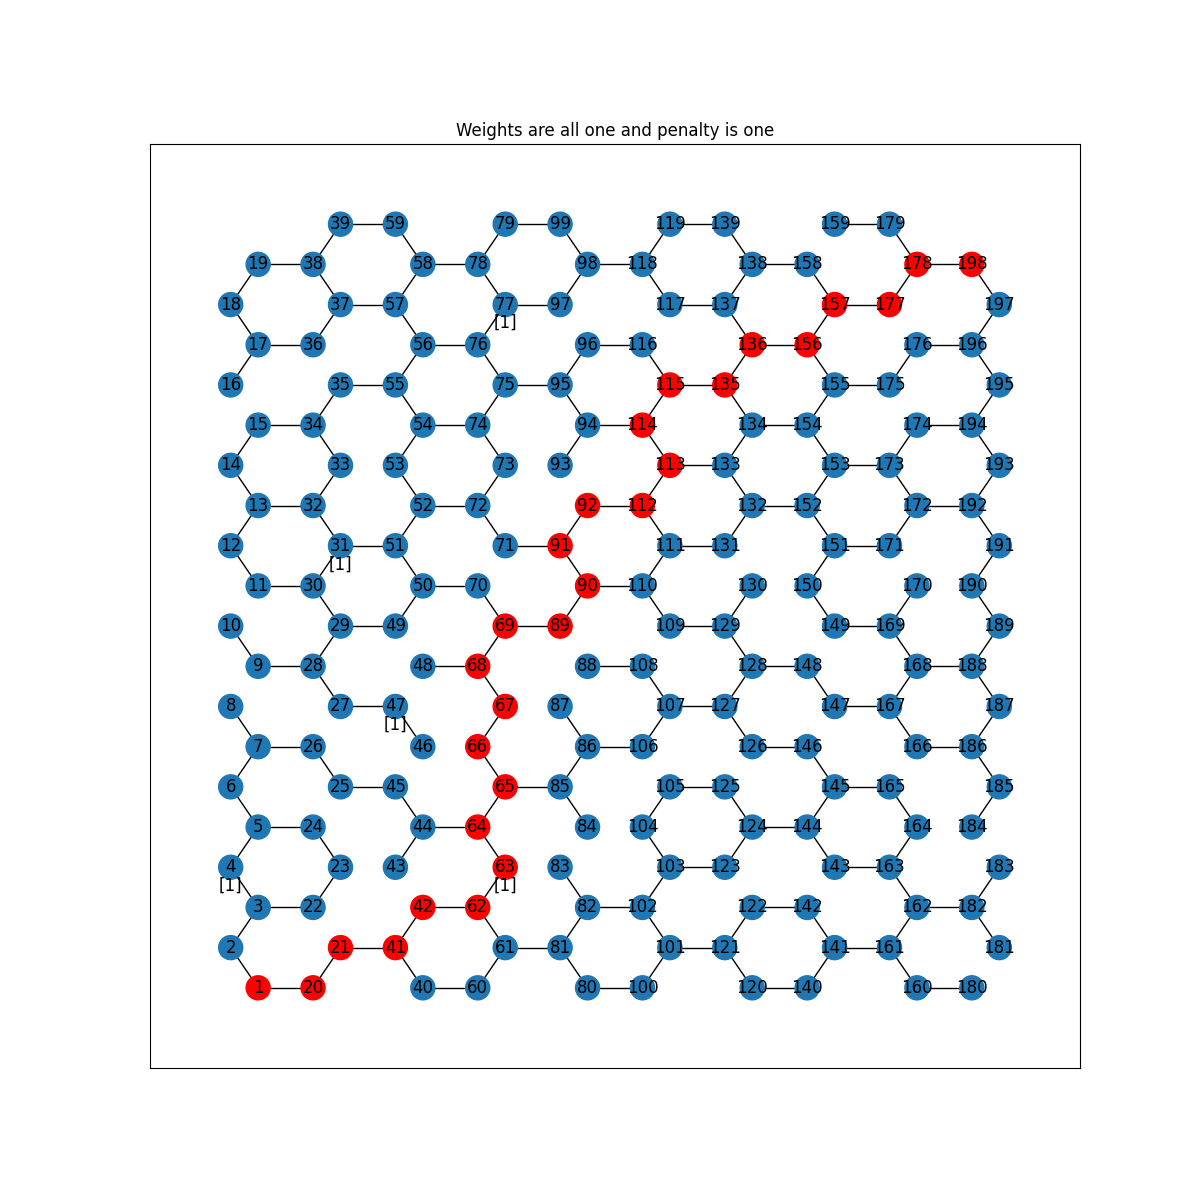 Weights are all one and penalty is one
39 59 79 99 119 139 159 179
19 38 58 78 98 118 138 158 178 198
18 37 57 77 97 117 137 157 177 197
[1]
17 36 56 76 96 116 136 156 176 196
16 35 55 75 95 115 135 155 175 195
15 34 54 74 94 114 134 154 174 194
14 33 53 73 93 113 133 153 173 193
13 32 52 72 92 112 132 152 172 192
12 31 51 71 91 111 131 151 171 191
[1]
11 30 50 70 90 110 130 150 170 190
10 29 49 69 89 109 129 149 169 189
9 28 48 68 88 108 128 148 168 188
8 27 47 67 87 107 127 147 167 187
[1]
7 26 46 66 86 106 126 146 166 186
6 25 45 65 85 105 125 145 165 185
5 24 44 64 84 104 124 144 164 184
4 23 43 63 83 103 123 143 163 183
[1] [1]
3 22 42 62 82 102 122 142 162 182
2 21 41 61 81 101 121 141 161 181
1 20 40 60 80 100 120 140 160 180